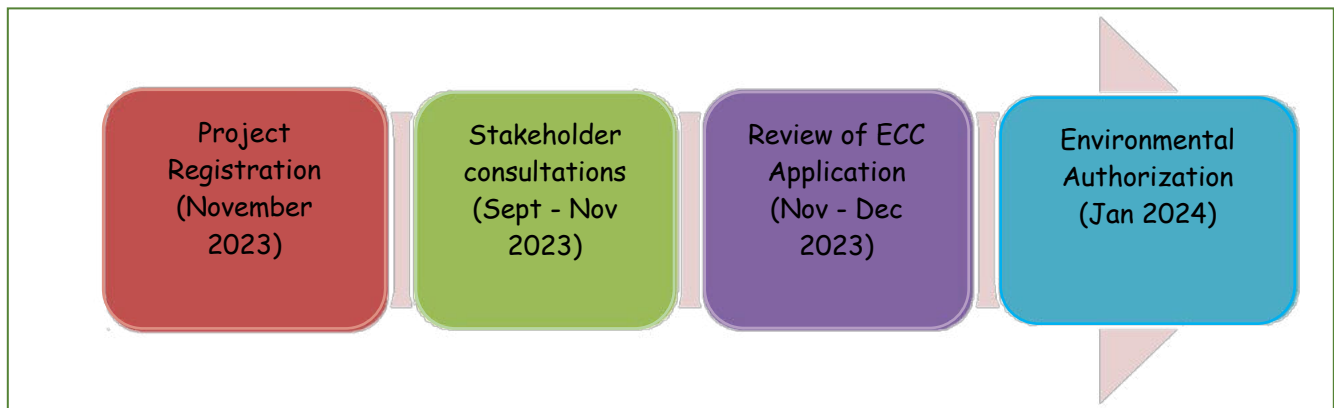 Project
Registration
(November
2023)
Stakeholder
consultations
(Sept - Nov
2023)
Review of ECC
Application
(Nov - Dec
2023)
Environmental
Authorization
(Jan 2024)